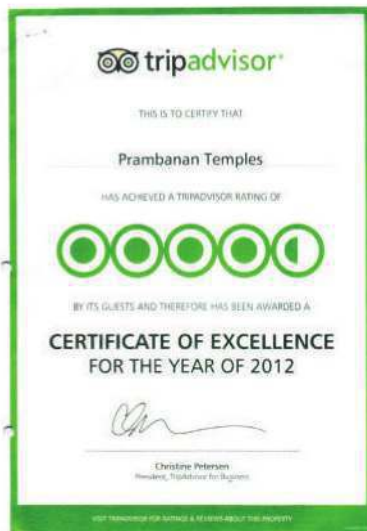 tripadvisor®
THIS IS TO CERTIFY THAT
Prambanan Temples
HAS ACHIEVED A TRIPADVISOR RATING OF
BY ITS GUESTS AND THEREFORE HAS BEEN AWARDED A
CERTIFICATE OF EXCELLENCE
FOR THE YEAR OF 2012
Christine Petersen
President, TripAdvisor for Business
VISIT TRIPADVISOR FOR RATINGS & REVIEWS ABOUT THIS PROPERTY